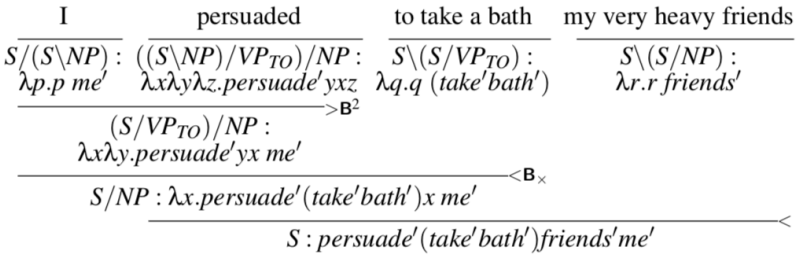 I persuaded to take a bath my very heavy friends
S/(S\NP) : ((S\NP)/VP_TO)/NP : S\(S/VP_TO) : S\(S/NP) :
λp.p me′ λxλyλz.persuade′yxz λq.q (take′bath′) λr.r friends′
>B²
(S/VP_TO)/NP :
λxλy.persuade′yx me′
<B×
S/NP : λx.persuade′(take′bath′)x me′
<
S : persuade′(take′bath′)friends′me′